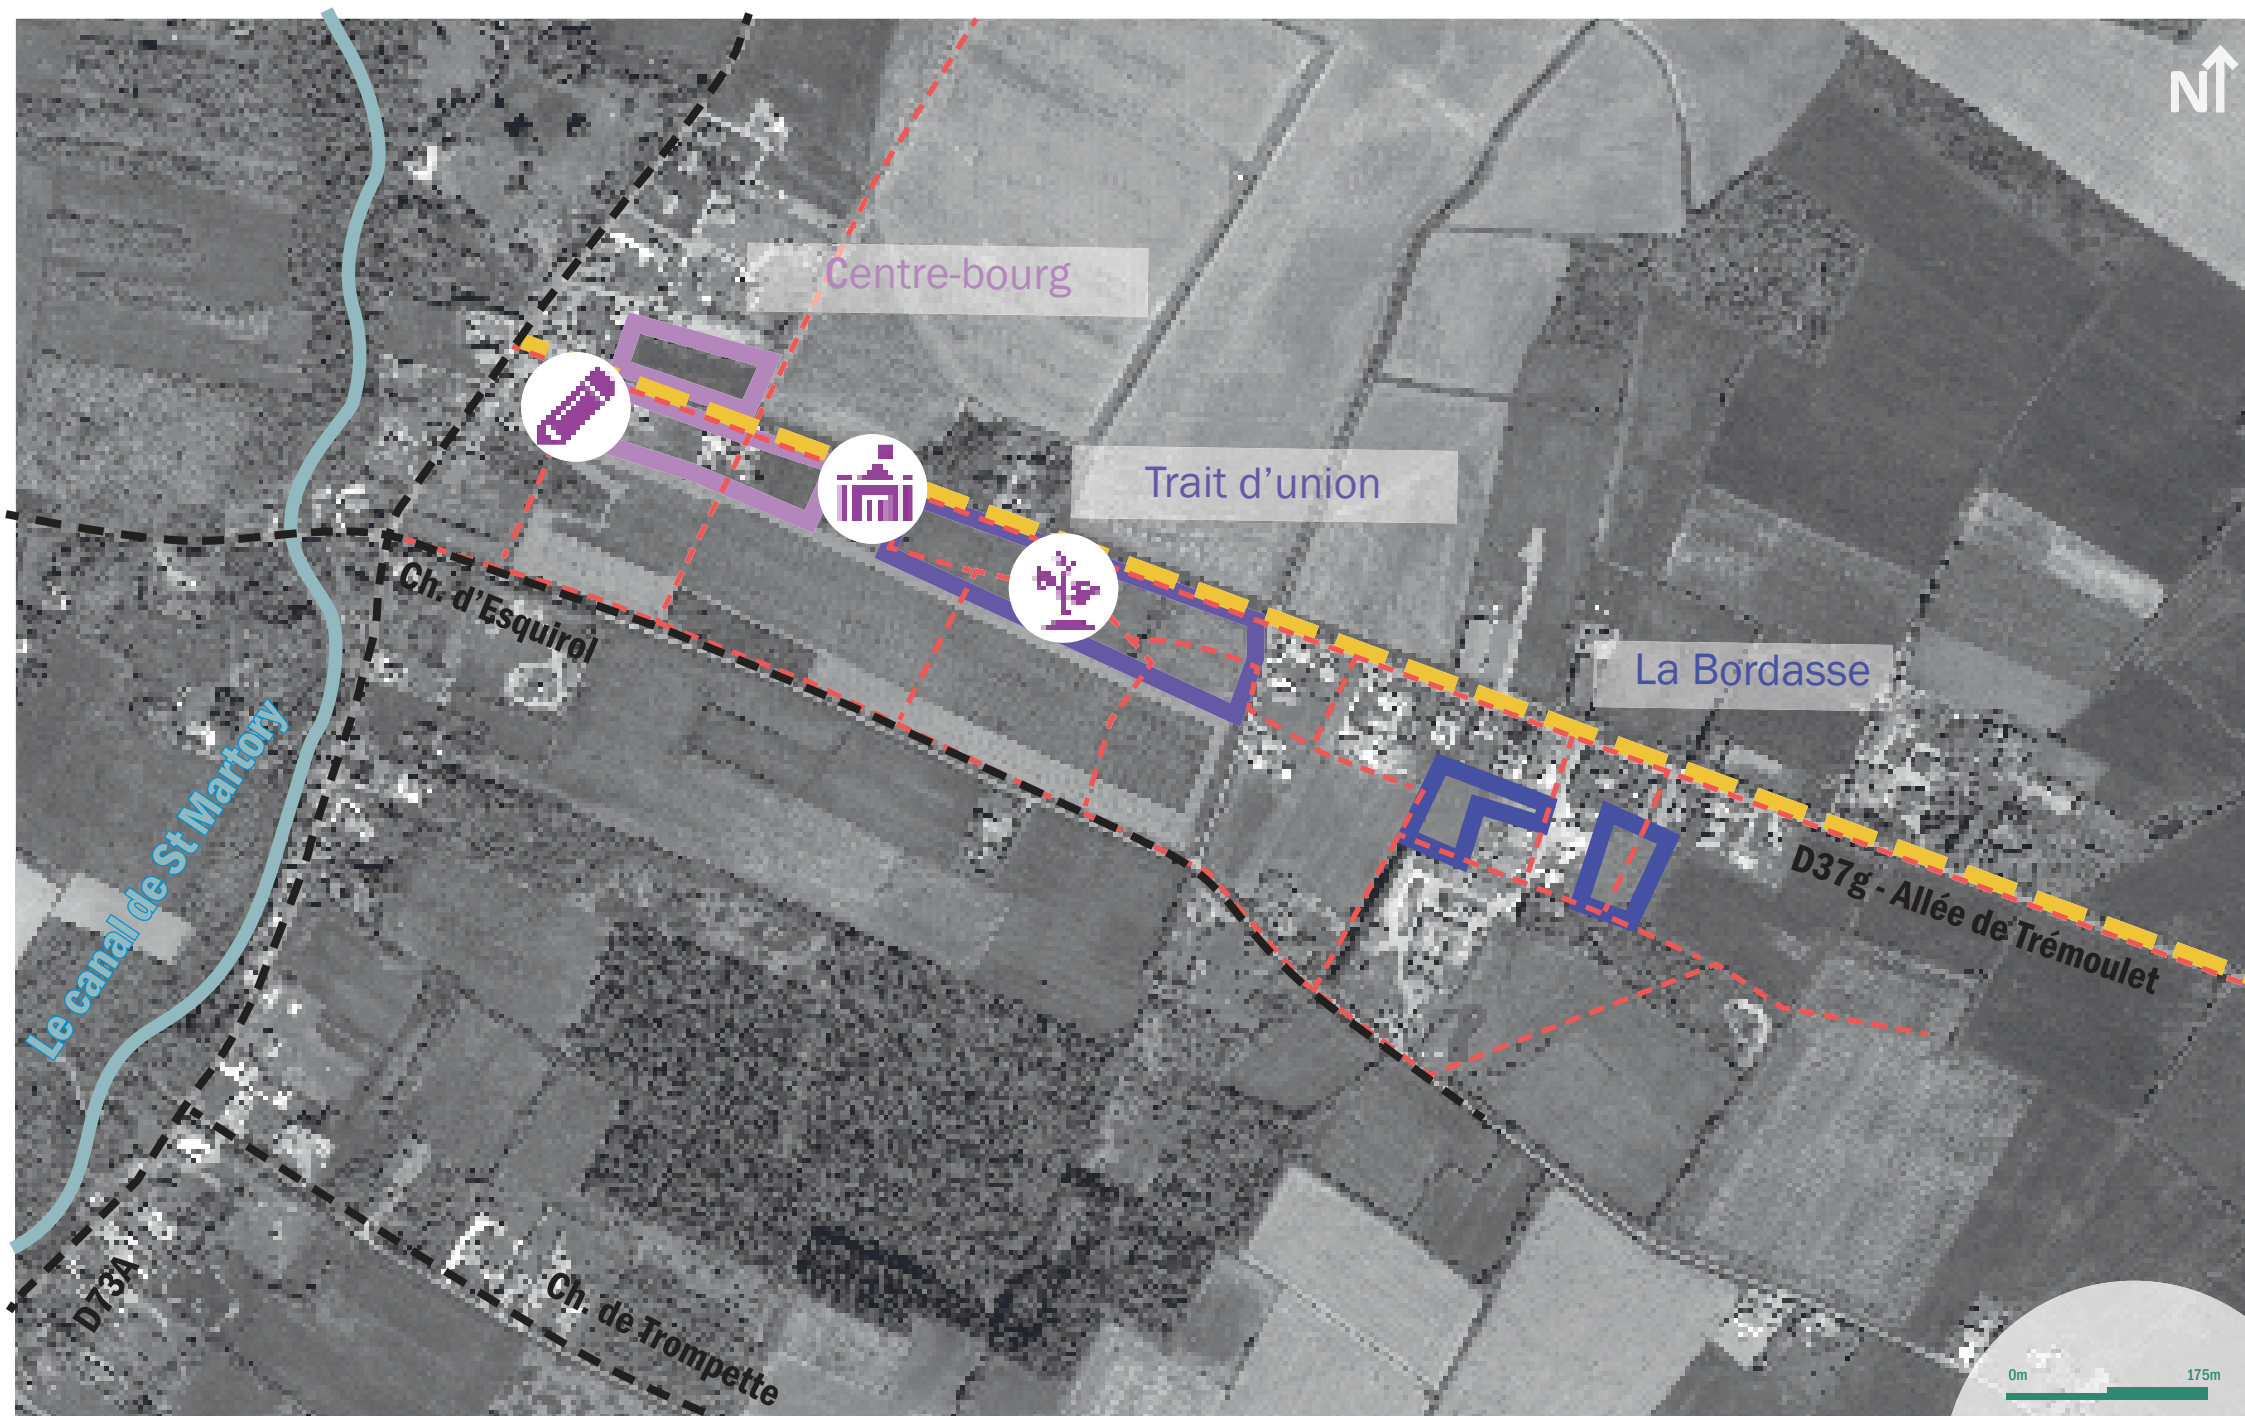 N
Centre-bourg
Trait d’union
Ch. d’Esquirol
La Bordasse
Le canal de St Martory
D37g - Allée de Trémoulet
D73A
Ch. de Trompette
0m 175m